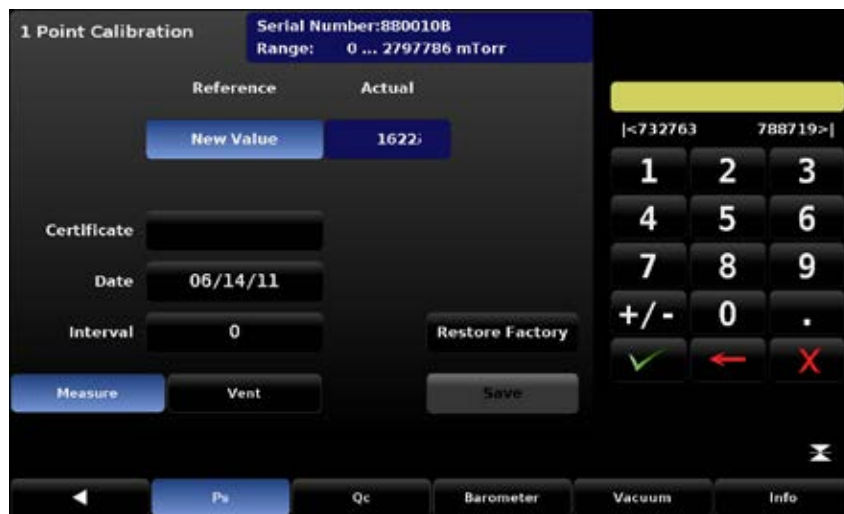 1 Point Calibration
Serial Number:880010B
Range: 0 ... 2797786 mTorr
Reference Actual
New Value
|<732763 788719>|
1 2 3
4 5 6
7 8 9
+/- 0 .
Certificate
Date 06/14/11
Interval 0
Restore Factory
X
Measure Vent Save
Ps Qc Barometer Vacuum Info